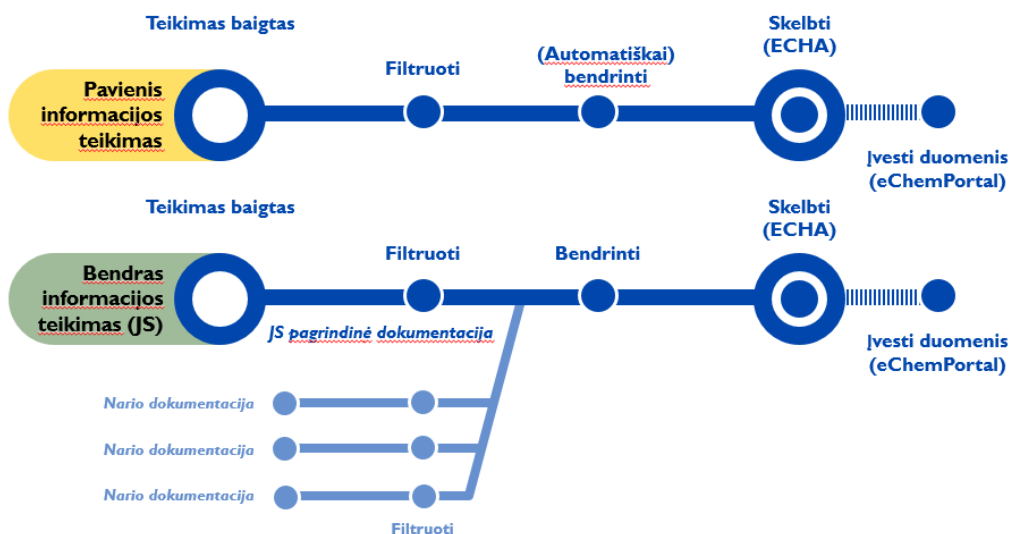 Teikimas baigtas
Skelbti
(ECHA)
Filtruoti
(Automatiškai)
bendrinti
Pavienis
informacijos
teikimas
Įvesti duomenis
(eChemPortal)
Teikimas baigtas
Skelbti
(ECHA)
Filtruoti
Bendrinti
Bendras
informacijos
teikimas (JS)
JS pagrindinė dokumentacija
Įvesti duomenis
(eChemPortal)
Nario dokumentacija
Nario dokumentacija
Nario dokumentacija
Filtruoti